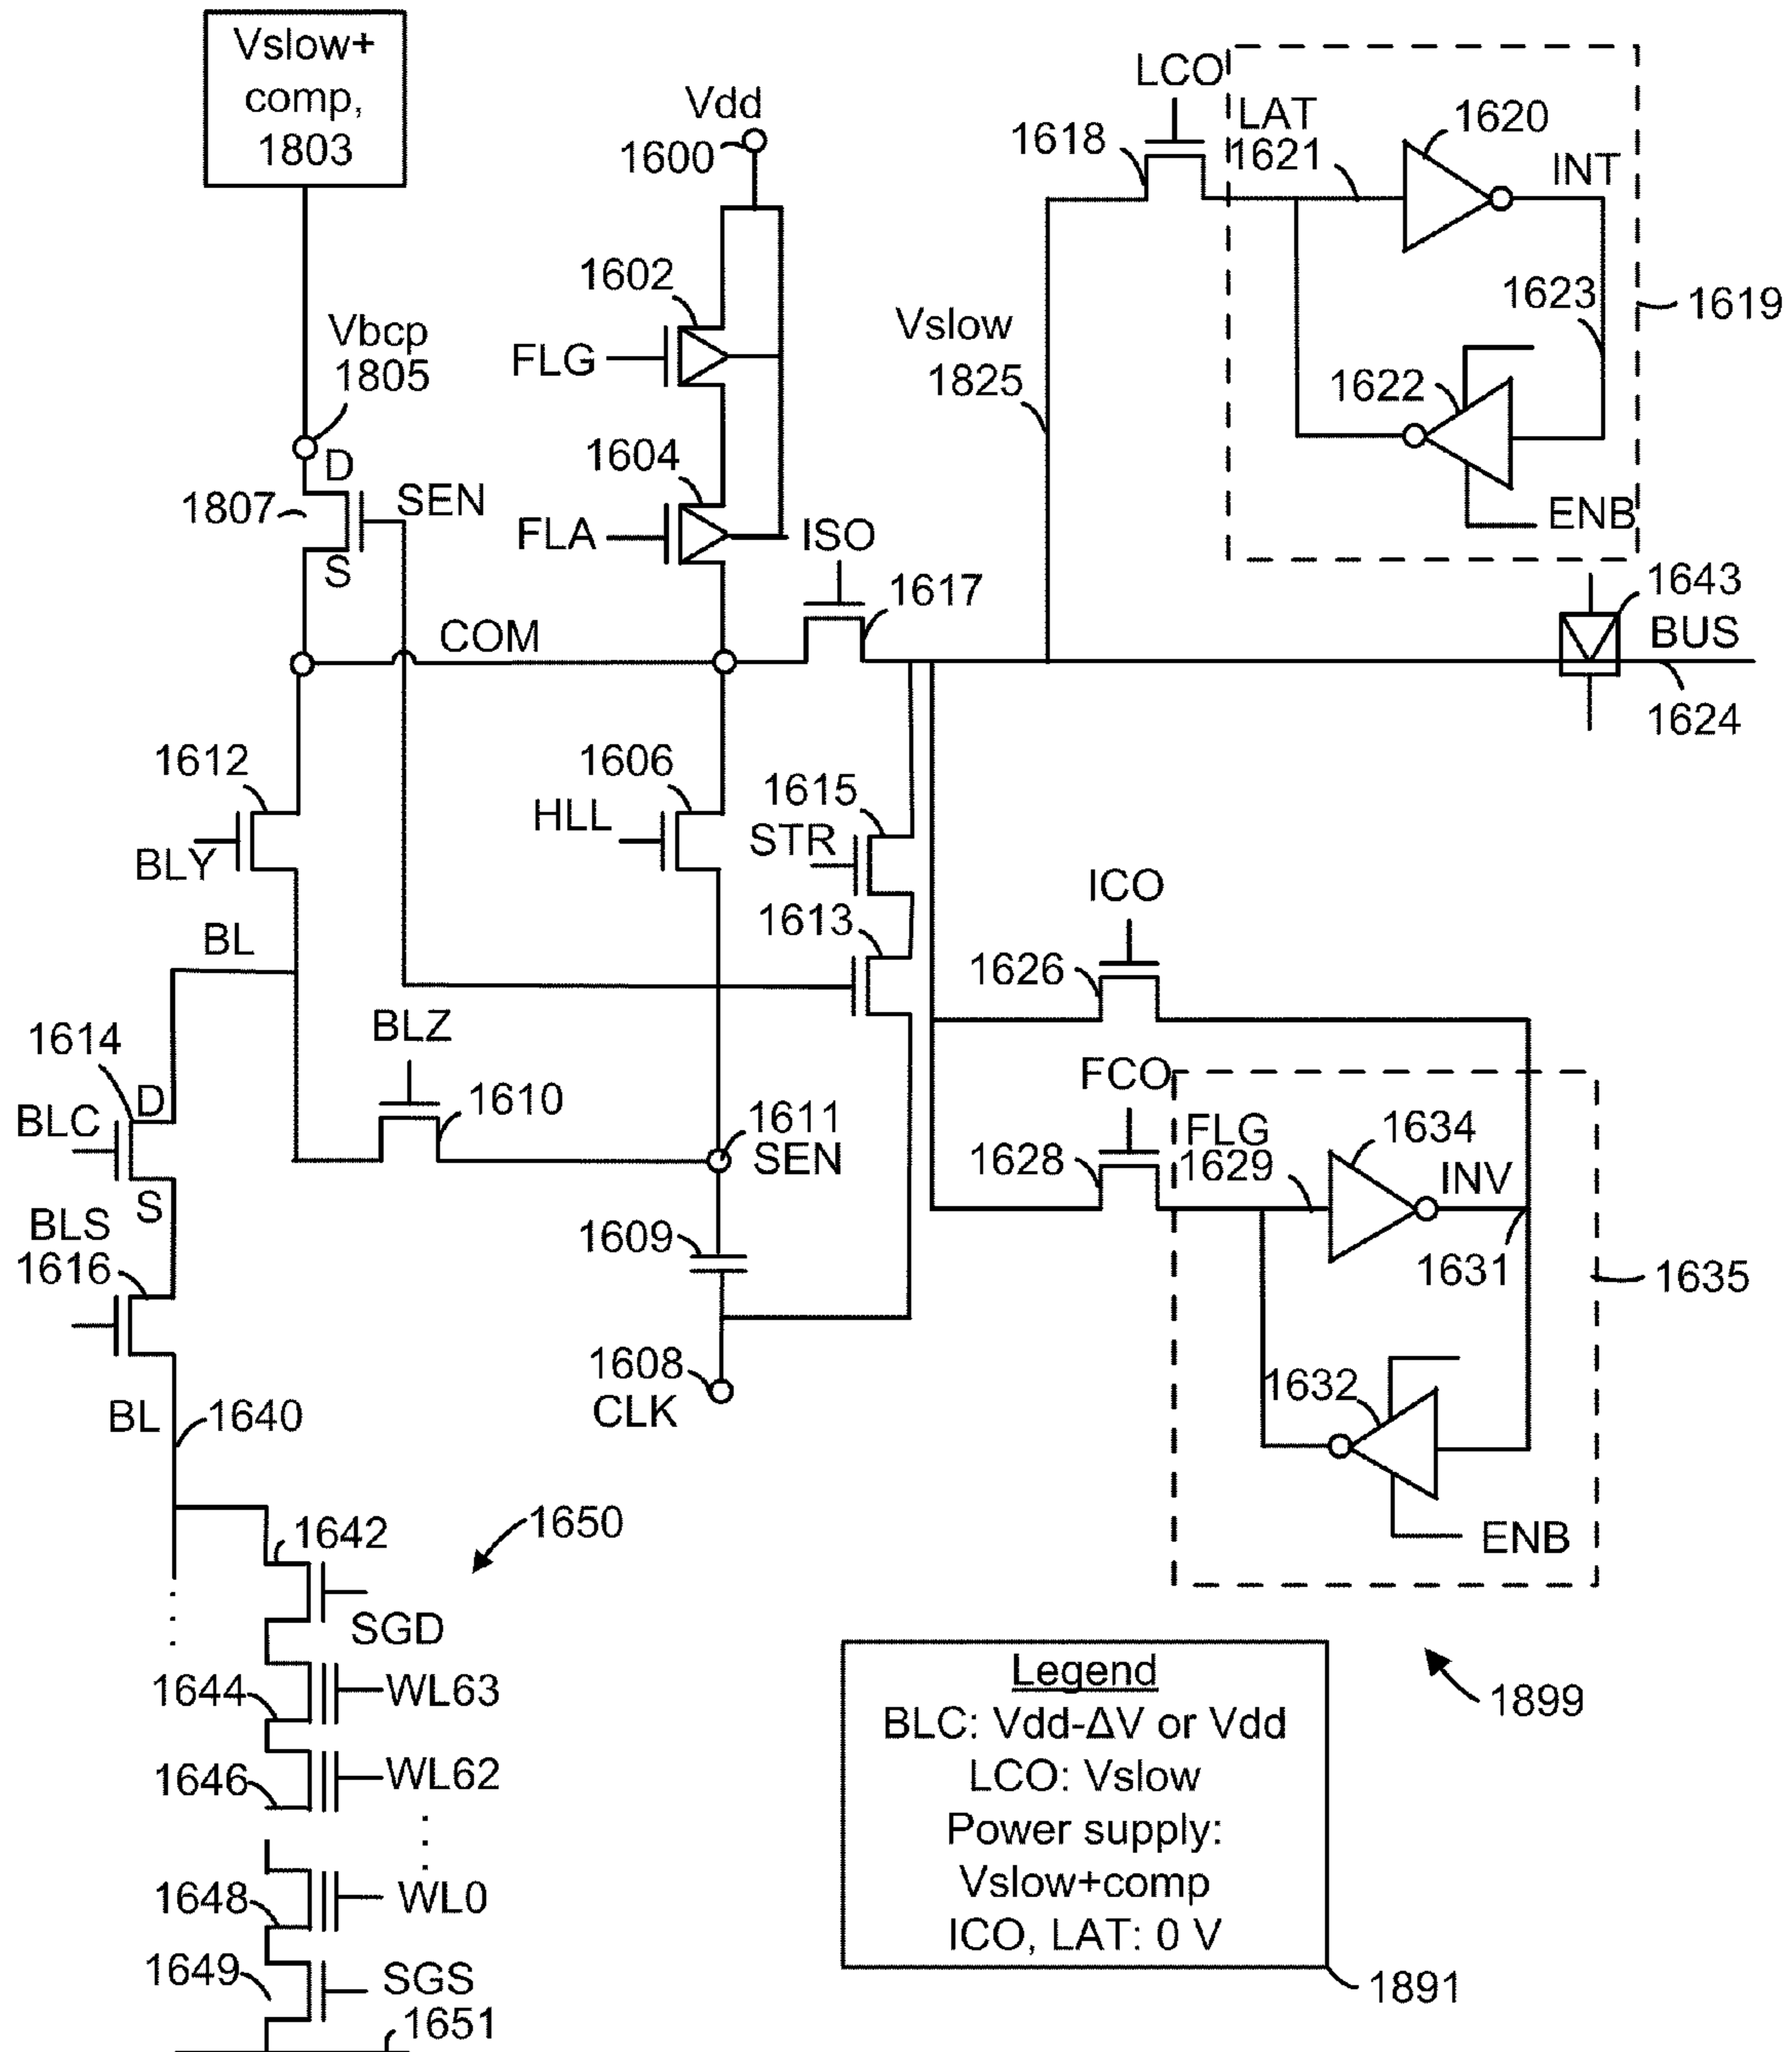 Vslow+
comp,
1803
Vdd
1600
LCO
1618
LAT
1621
1620
INT
1602
FLG
Vbcp
1805
D
1807
SEN
S
1604
FLA
ISO
1617
Vslow
1825
1623
1622
1619
ENB
1643
BUS
1624
COM
1612
BLY
1606
HLL
1615
STR
1613
BL
ICO
1626
BLZ
1614
BLC
D
S
1610
1611
SEN
FCO
1628
FLG
1629
1634
INV
1631
BLS
1616
1609
1635
1608
CLK
1632
ENB
BL
1640
1642
1650
SGD
1644
WL63
1646
WL62
1648
WL0
1649
SGS
1651
1899
Legend
BLC: Vdd-ΔV or Vdd
LCO: Vslow
Power supply:
Vslow+comp
ICO, LAT: 0 V
1891